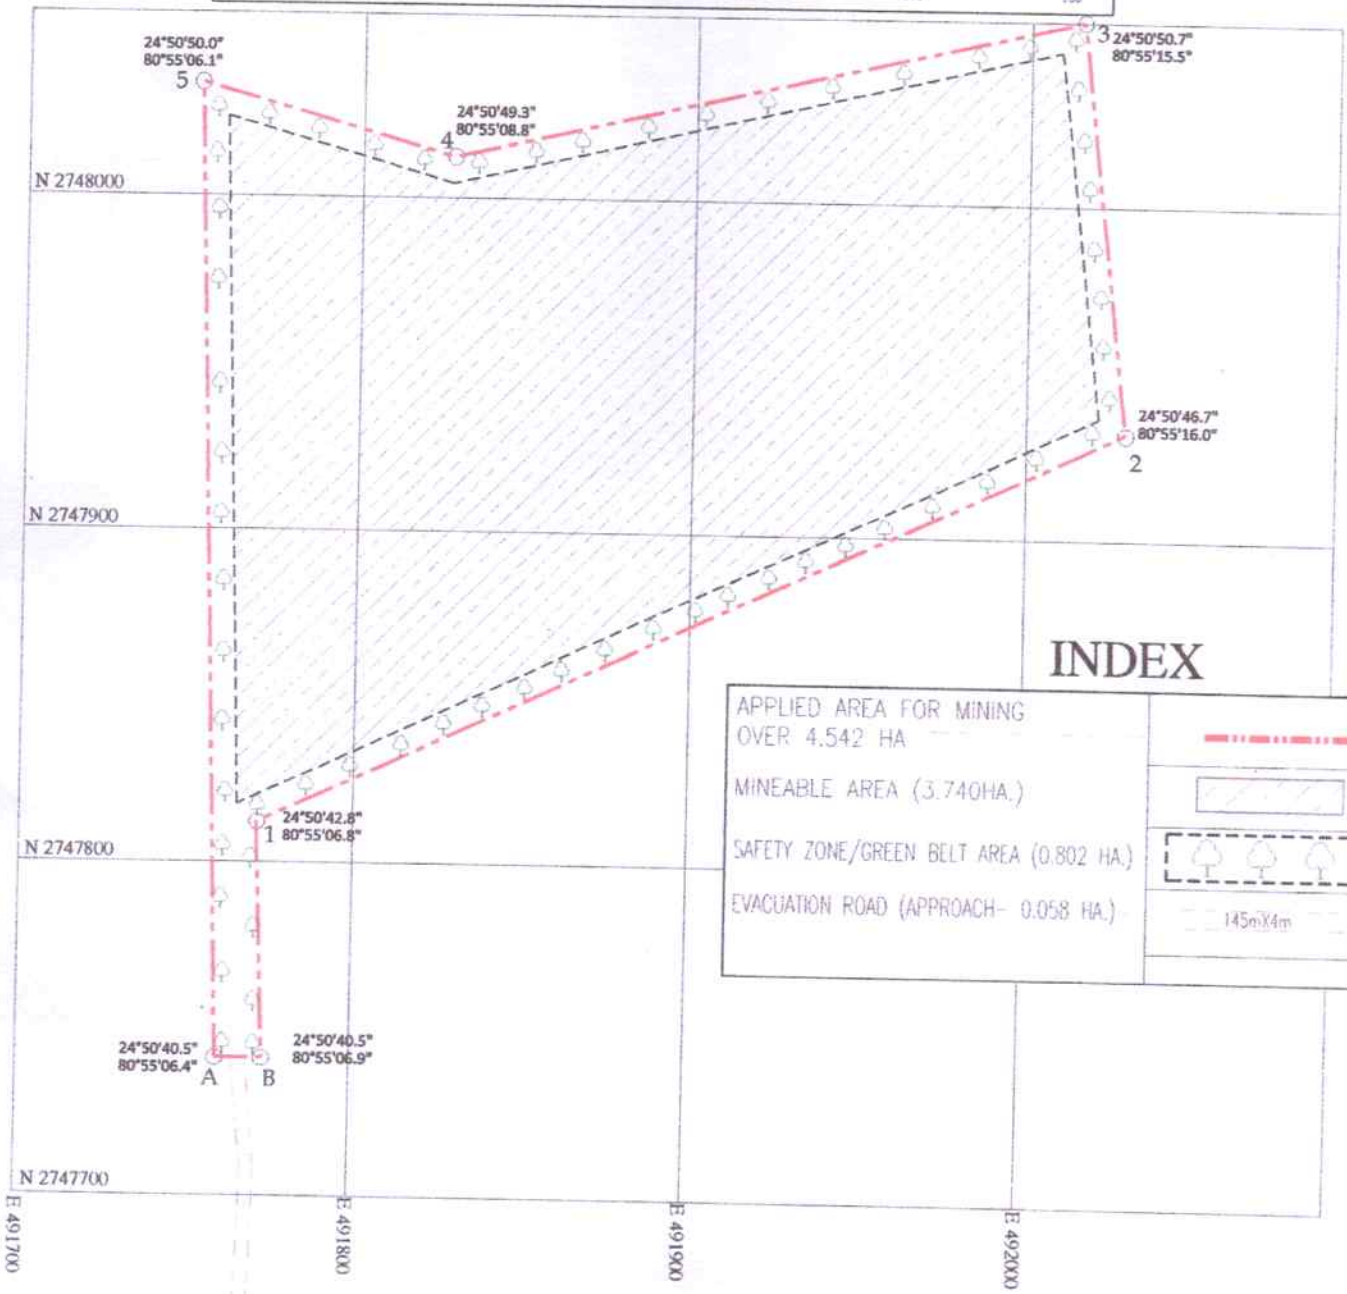 24°50'50.0"
80°55'06.1"
5
24°50'49.3"
80°55'08.8"
4
3
24°50'50.7"
80°55'15.5"
N 2748000
24°50'46.7"
80°55'16.0"
2
N 2747900
INDEX
APPLIED AREA FOR MINING
OVER 4.542 HA
MINEABLE AREA (3.740HA.)
SAFETY ZONE/GREEN BELT AREA (0.802 HA.)
EVACUATION ROAD (APPROACH- 0.058 HA.)
145mX4m
24°50'42.8"
80°55'06.8"
1
N 2747800
24°50'40.5"
80°55'06.4"
A
24°50'40.5"
80°55'06.9"
B
N 2747700
E 491700
E 491800
E 491900
E 492000